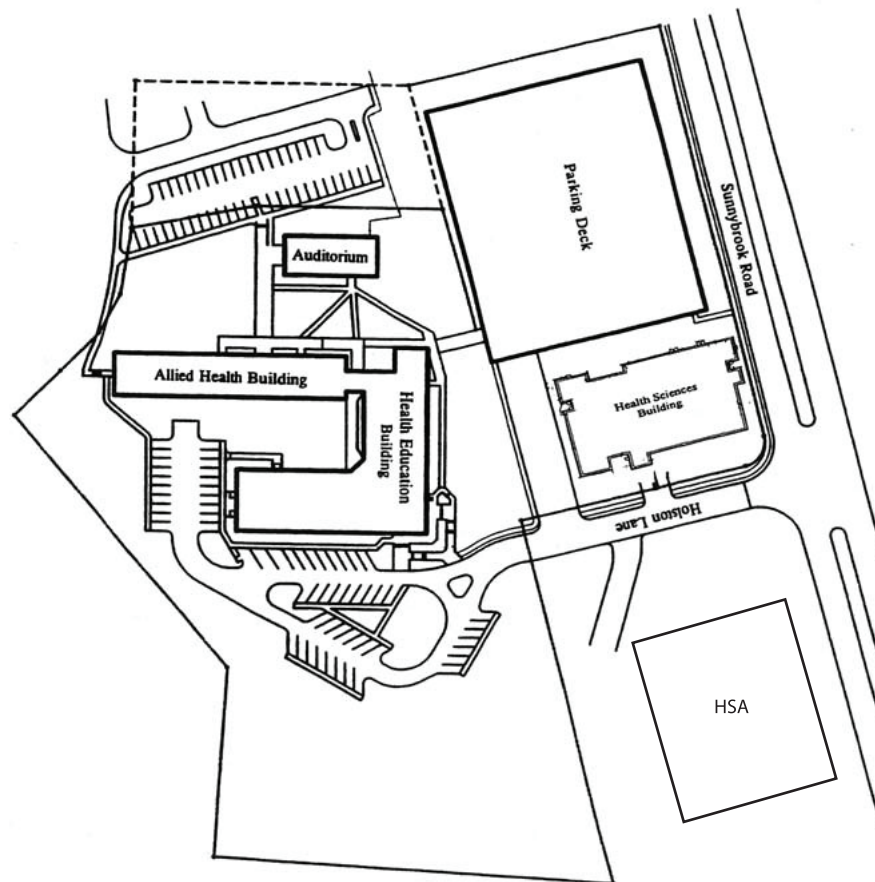 Parking Deck
Sunnybrook Road
Auditorium
Allied Health Building
Health Education
Building
Health Sciences
Building
Holston Lane
HSA